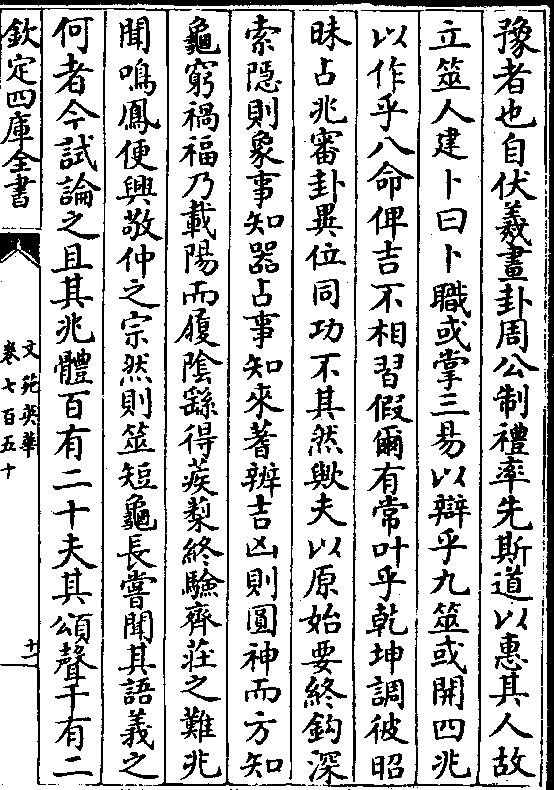 豫者也自伏羲畫卦周公制禮率先斯道以惠其人故
立筮人建卜曰卜職或掌三易以辯乎九筮或開四兆
以作乎八命俾吉不相習假爾有常叶乎乾坤調彼昭
昧占兆審卦異位同功不其然歟夫以原始要終鈎深
索隠則象事知器占事知來蓍辨吉凶則圓神而方知
龜窮禍福乃載陽而履隂繇得蒺蔾終驗齊莊之難兆
聞鳴鳳便興敬仲之宗然則筮短龜長嘗聞其語義之
何者今試論之且其兆體百有二十夫其頌聲千有二
欽定四庫全書
文苑英華
卷七百五十
十一